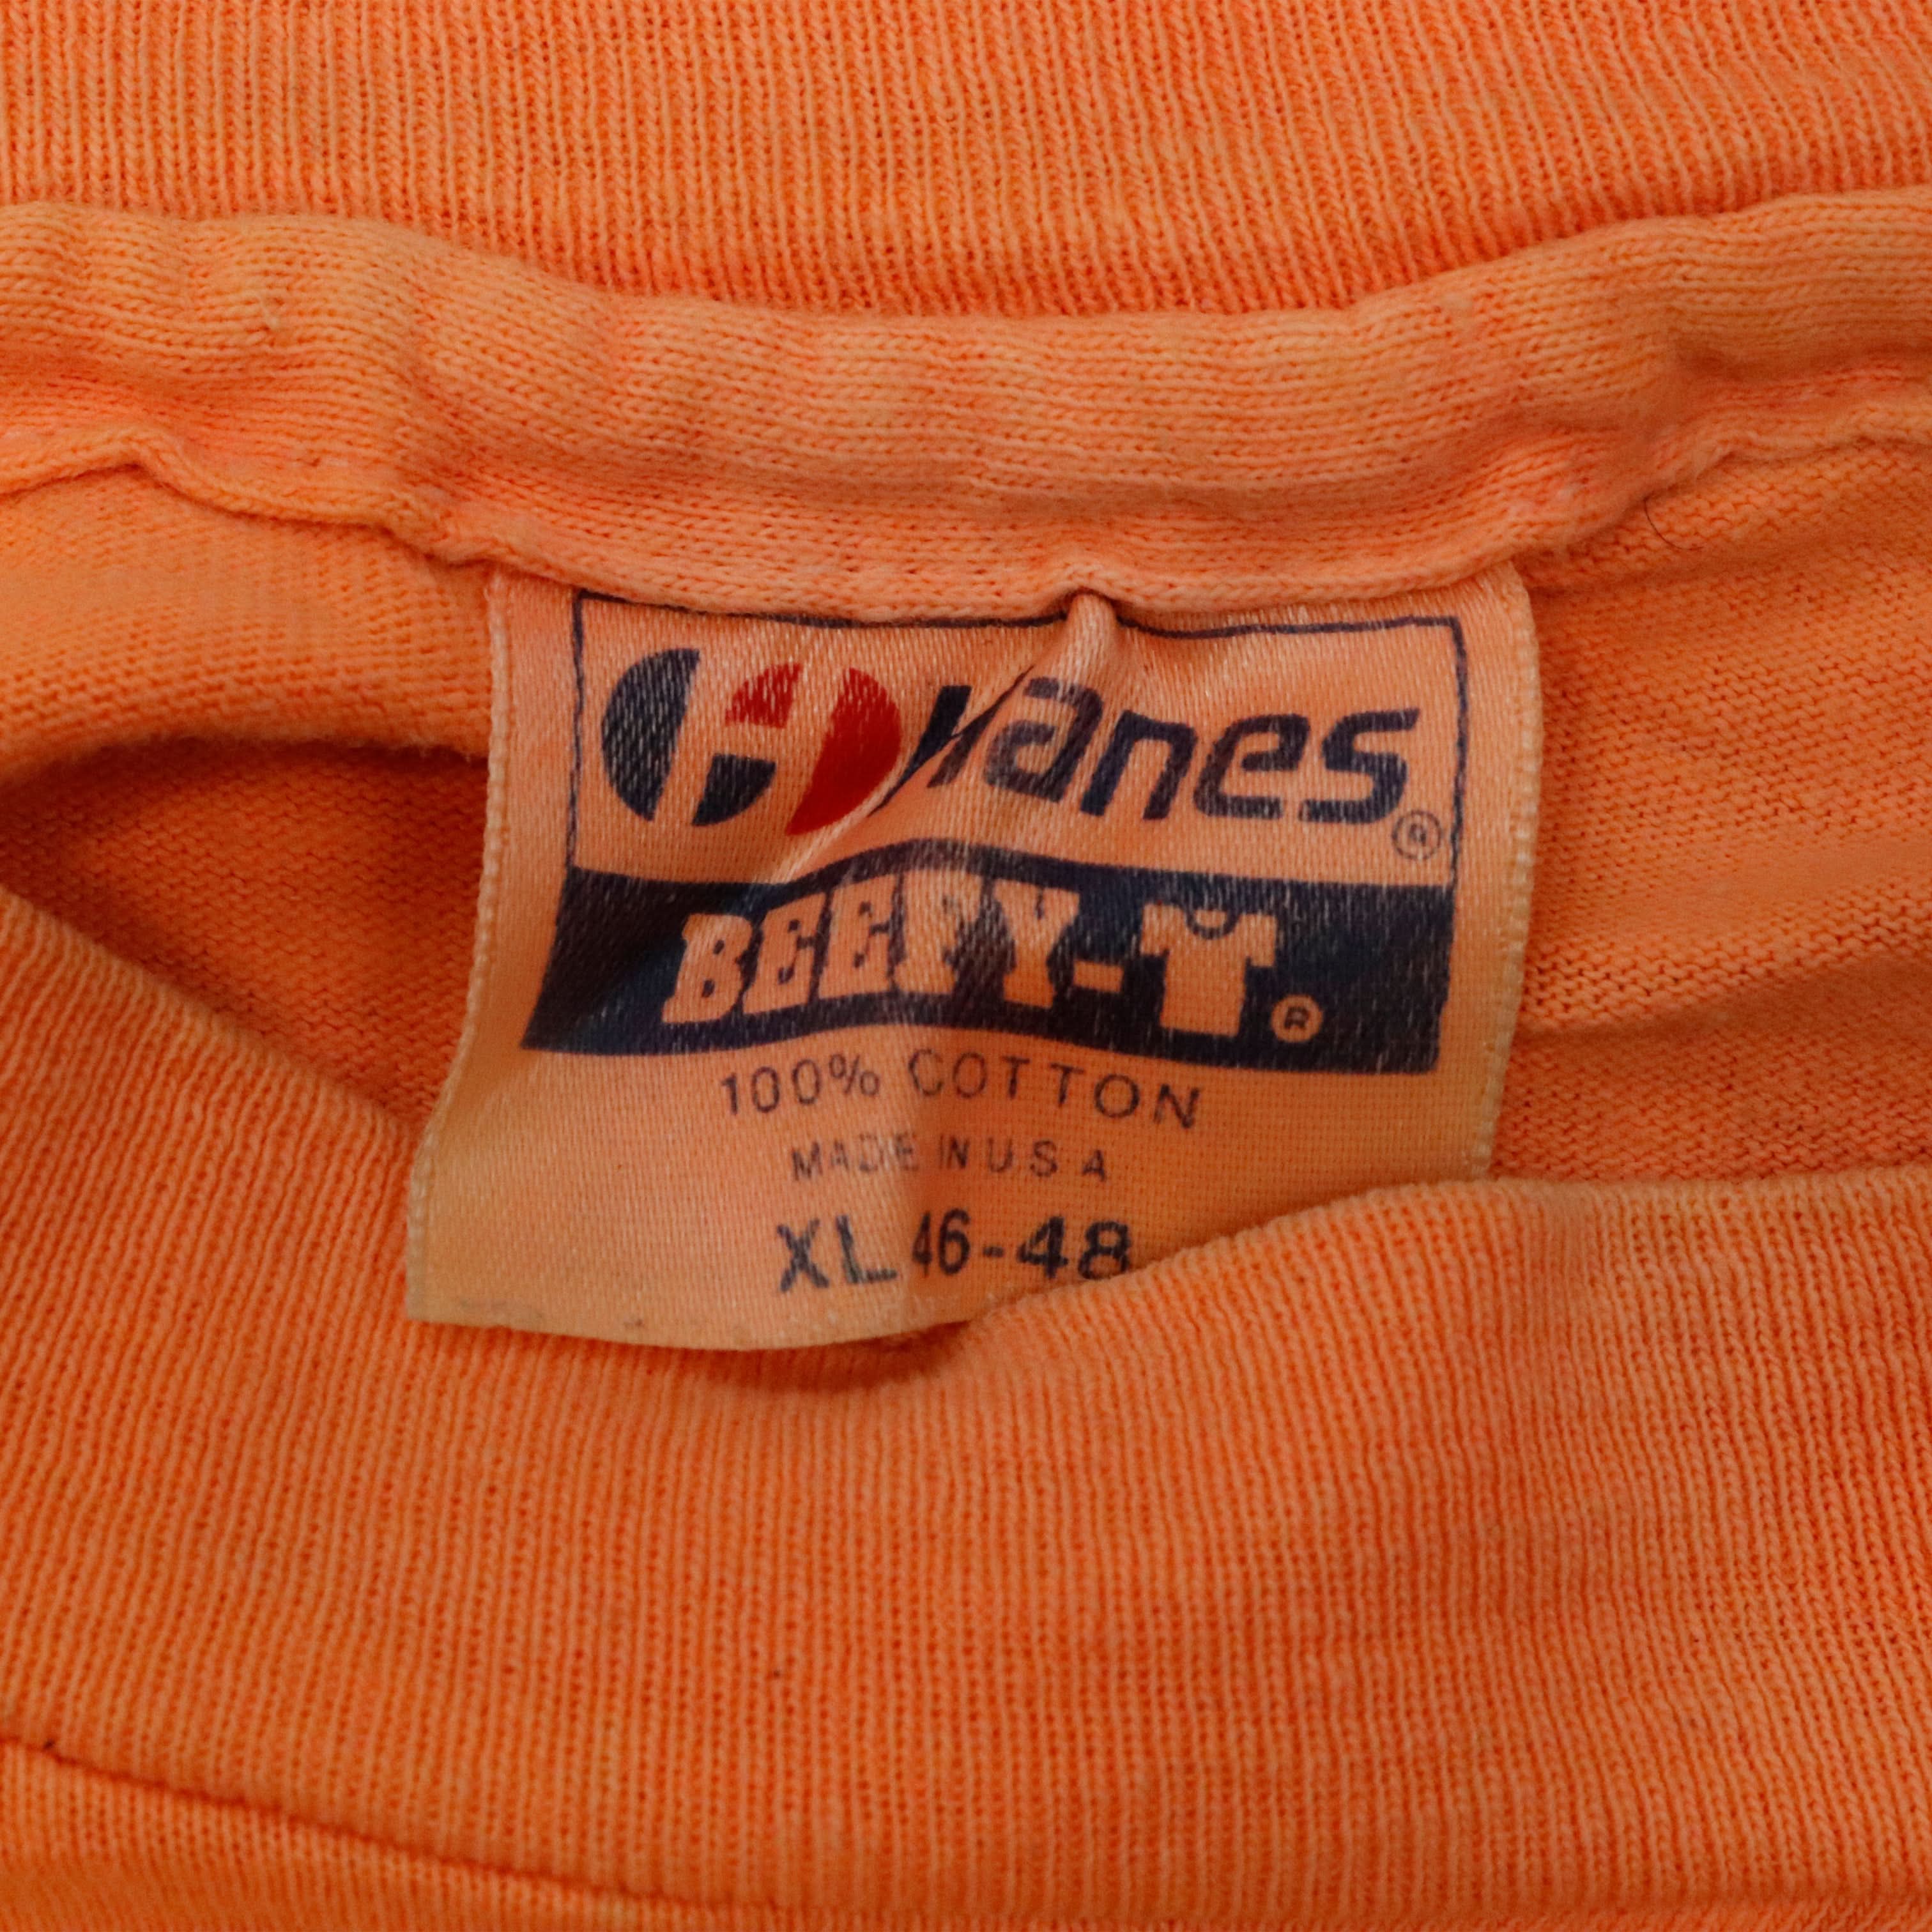 Hanes®
BEEFY-T®
100% COTTON
MADE IN U.S.A
XL 46-48